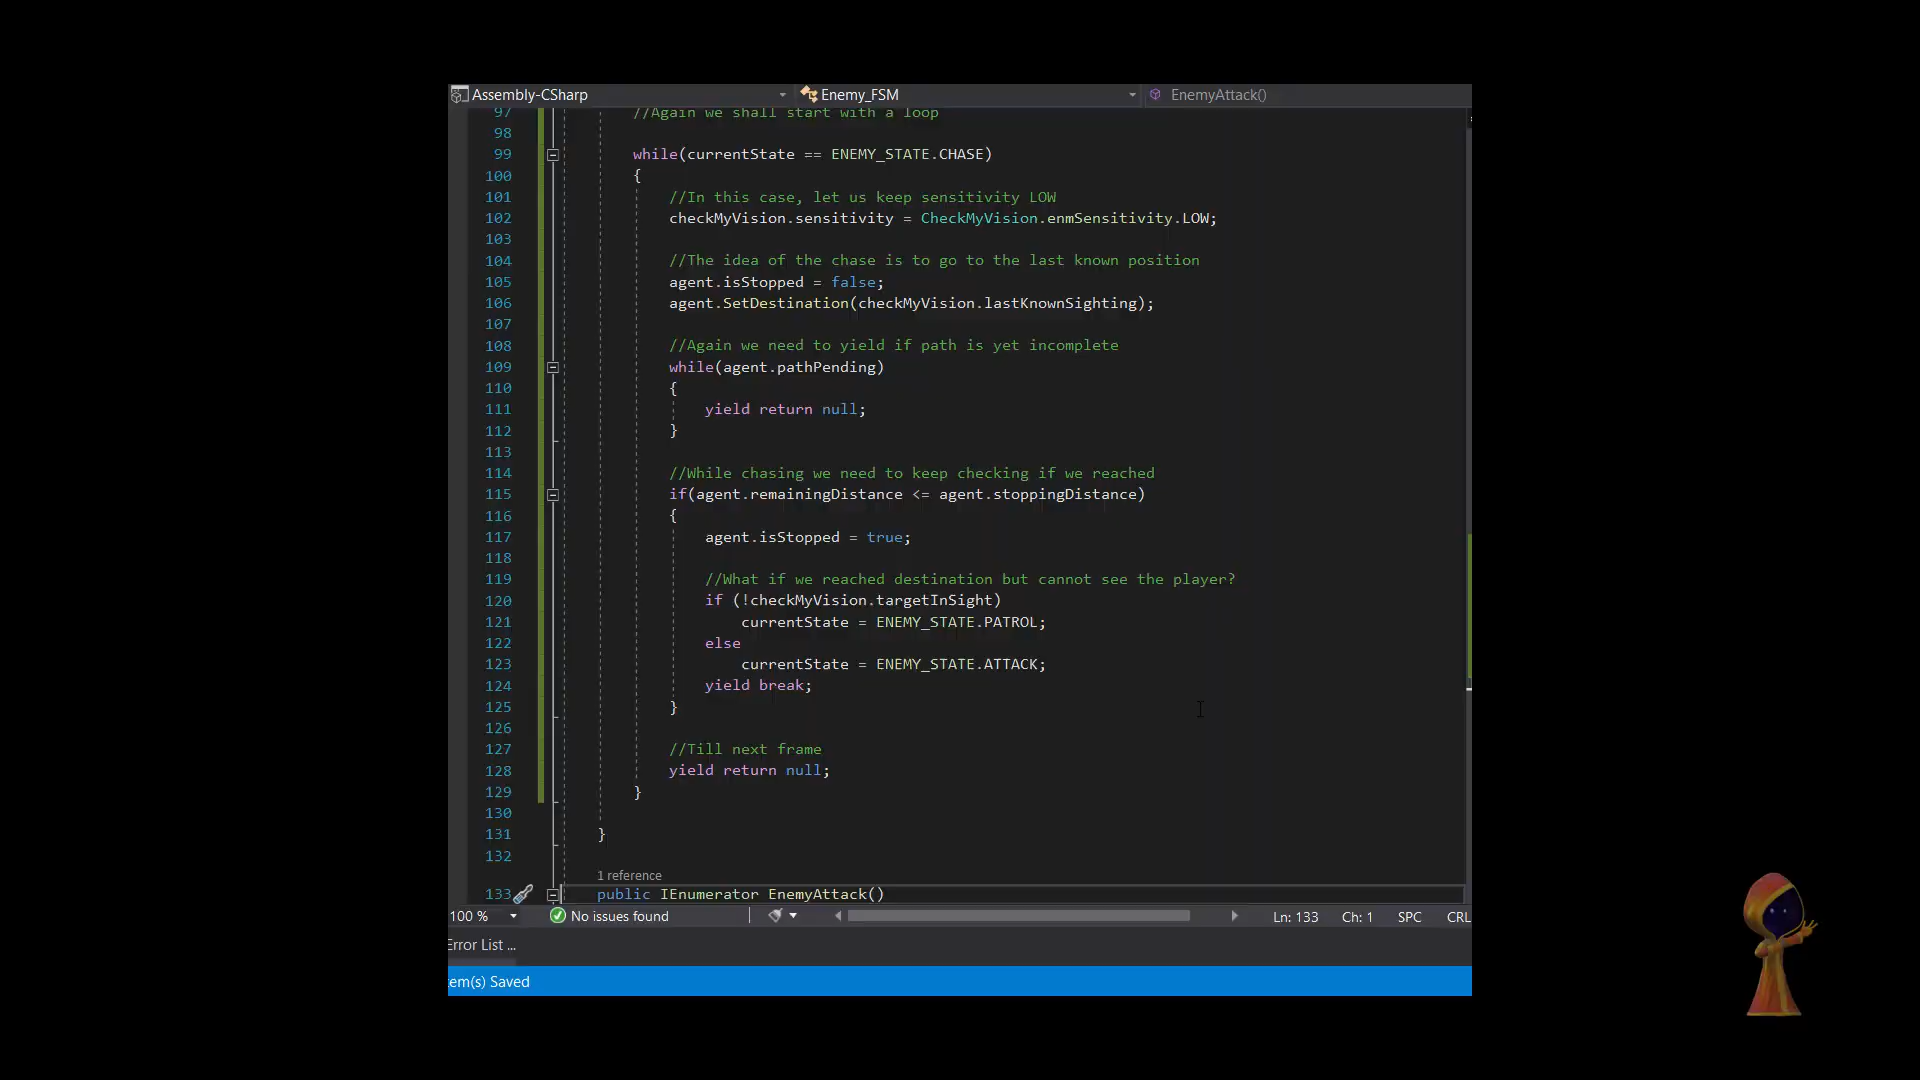 Assembly-CSharp Enemy_FSM EnemyAttack()
97 //Again we shall start with a loop
98
99 while(currentState == ENEMY_STATE.CHASE)
100 {
101 //In this case, let us keep sensitivity LOW
102 checkMyVision.sensitivity = CheckMyVision.enmSensitivity.LOW;
103
104 //The idea of the chase is to go to the last known position
105 agent.isStopped = false;
106 agent.SetDestination(checkMyVision.lastKnownSighting);
107
108 //Again we need to yield if path is yet incomplete
109 while(agent.pathPending)
110 {
111 yield return null;
112 }
113
114 //While chasing we need to keep checking if we reached
115 if(agent.remainingDistance <= agent.stoppingDistance)
116 {
117 agent.isStopped = true;
118
119 //What if we reached destination but cannot see the player?
120 if (!checkMyVision.targetInSight)
121 currentState = ENEMY_STATE.PATROL;
122 else
123 currentState = ENEMY_STATE.ATTACK;
124 yield break;
125 }
126
127 //Till next frame
128 yield return null;
129 }
130
131 }
132
1 reference
133 public IEnumerator EnemyAttack()
100 % No issues found Ln: 133 Ch: 1 SPC CRL
Error List ...
em(s) Saved